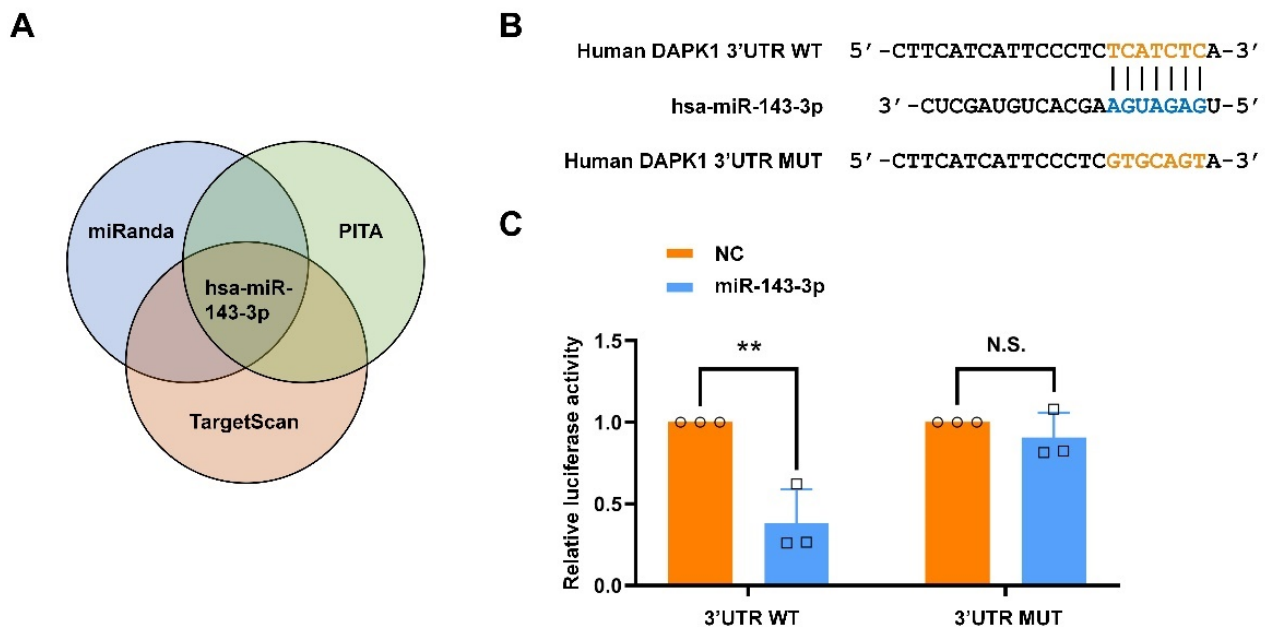 A
miRanda
PITA
hsa-miR-
143-3p
TargetScan
B
Human DAPK1 3’UTR WT 5’-CTTCATCATTCCCTCTCATCTCA-3’
hsa-miR-143-3p 3’-CUCGAUGUCACGAAGUAGAGU-5’
Human DAPK1 3’UTR MUT 5’-CTTCATCATTCCCTCGTGCAGTA-3’
C
NC
miR-143-3p
Relative luciferase activity
1.5
1.0
0.5
0.0
**
N.S.
3’UTR WT
3’UTR MUT